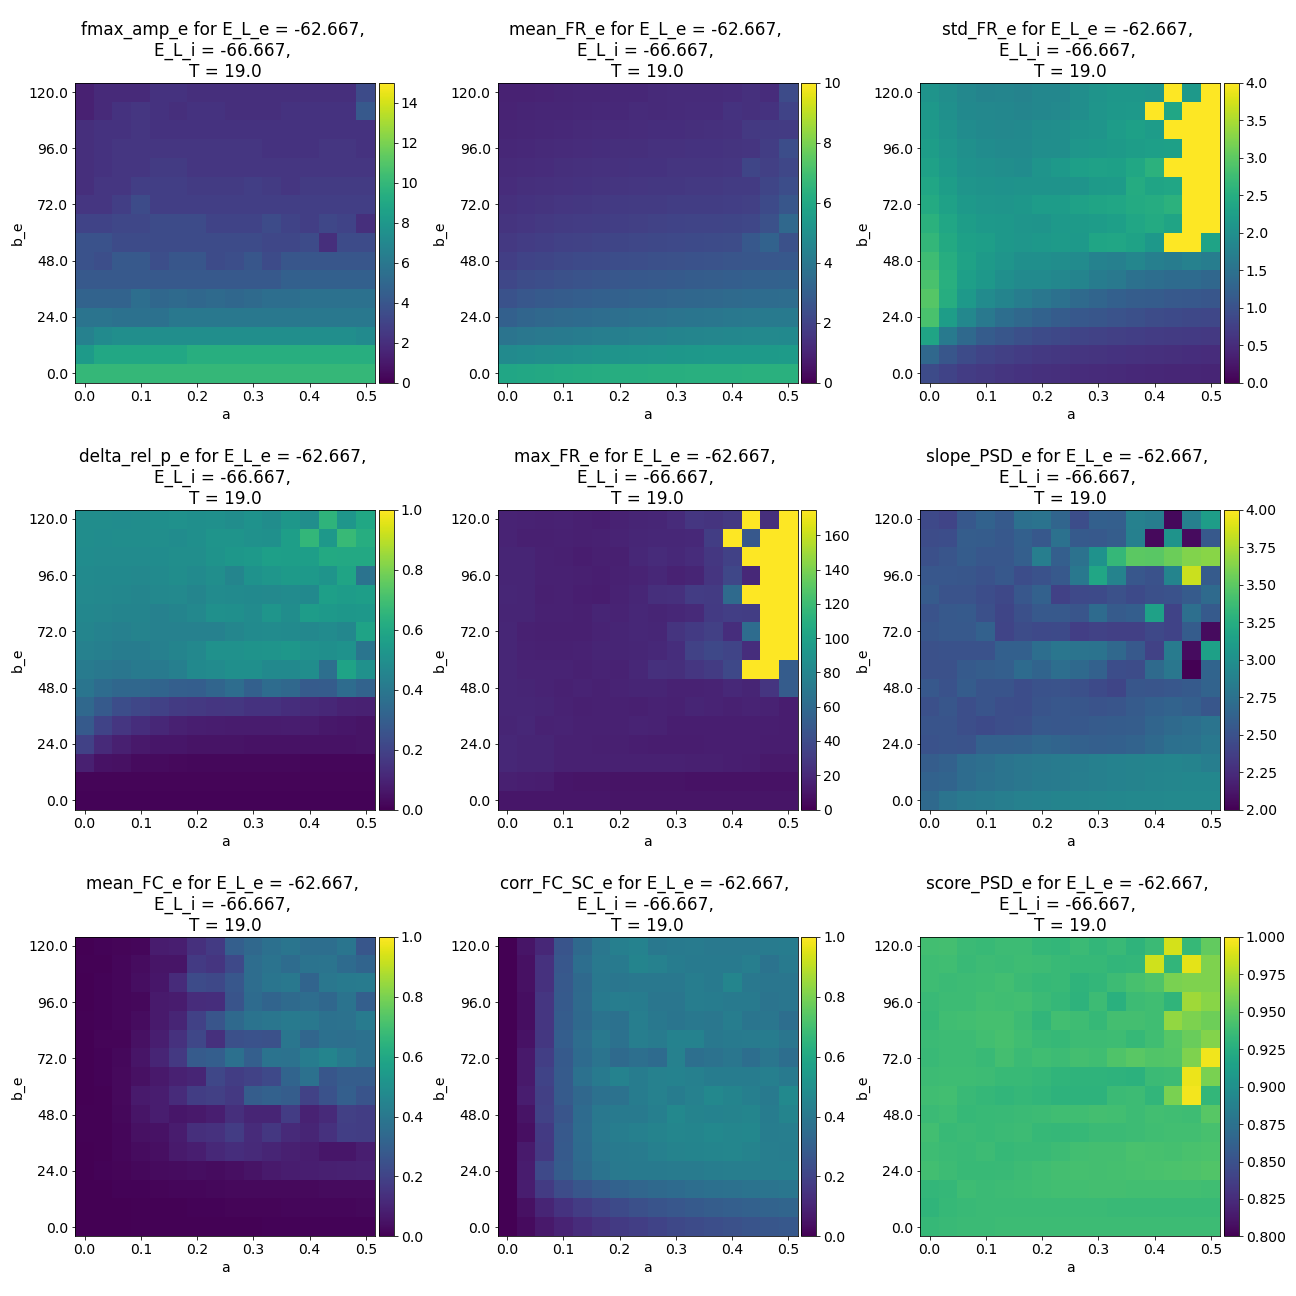 fmax_amp_e for E_L_e = -62.667,
E_L_i = -66.667,
T = 19.0
mean_FR_e for E_L_e = -62.667,
E_L_i = -66.667,
T = 19.0
std_FR_e for E_L_e = -62.667,
E_L_i = -66.667,
T = 19.0
120.0
96.0
72.0
48.0
24.0
0.0
b_e
0.0 0.1 0.2 0.3 0.4 0.5
a
14
12
10
8
6
4
2
0
120.0
96.0
72.0
48.0
24.0
0.0
b_e
0.0 0.1 0.2 0.3 0.4 0.5
a
10
8
6
4
2
0
120.0
96.0
72.0
48.0
24.0
0.0
b_e
0.0 0.1 0.2 0.3 0.4 0.5
a
4.0
3.5
3.0
2.5
2.0
1.5
1.0
0.5
0.0
delta_rel_p_e for E_L_e = -62.667,
E_L_i = -66.667,
T = 19.0
max_FR_e for E_L_e = -62.667,
E_L_i = -66.667,
T = 19.0
slope_PSD_e for E_L_e = -62.667,
E_L_i = -66.667,
T = 19.0
120.0
96.0
72.0
48.0
24.0
0.0
b_e
0.0 0.1 0.2 0.3 0.4 0.5
a
1.0
0.8
0.6
0.4
0.2
0.0
120.0
96.0
72.0
48.0
24.0
0.0
b_e
0.0 0.1 0.2 0.3 0.4 0.5
a
160
140
120
100
80
60
40
20
0
120.0
96.0
72.0
48.0
24.0
0.0
b_e
0.0 0.1 0.2 0.3 0.4 0.5
a
4.00
3.75
3.50
3.25
3.00
2.75
2.50
2.25
2.00
mean_FC_e for E_L_e = -62.667,
E_L_i = -66.667,
T = 19.0
corr_FC_SC_e for E_L_e = -62.667,
E_L_i = -66.667,
T = 19.0
score_PSD_e for E_L_e = -62.667,
E_L_i = -66.667,
T = 19.0
120.0
96.0
72.0
48.0
24.0
0.0
b_e
0.0 0.1 0.2 0.3 0.4 0.5
a
1.0
0.8
0.6
0.4
0.2
0.0
120.0
96.0
72.0
48.0
24.0
0.0
b_e
0.0 0.1 0.2 0.3 0.4 0.5
a
1.0
0.8
0.6
0.4
0.2
0.0
120.0
96.0
72.0
48.0
24.0
0.0
b_e
0.0 0.1 0.2 0.3 0.4 0.5
a
1.000
0.975
0.950
0.925
0.900
0.875
0.850
0.825
0.800